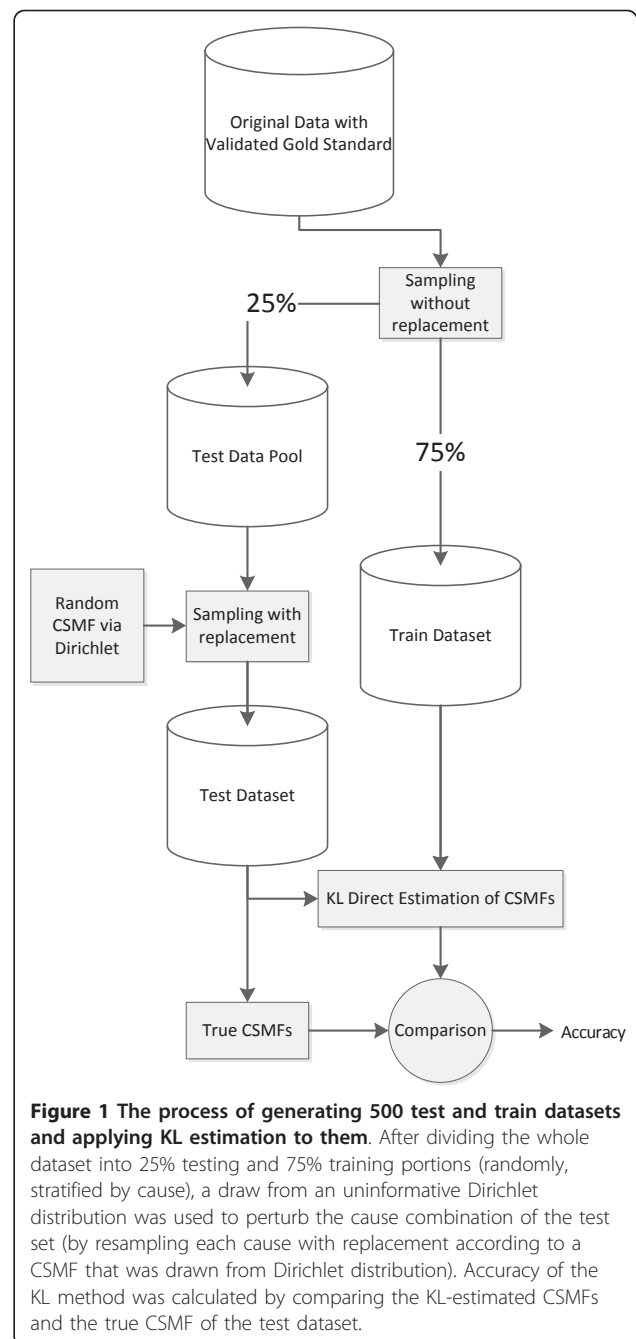 Original Data with
Validated Gold Standard
Sampling
without
replacement
25%
75%
Test Data Pool
Random
CSMF via
Dirichlet
Sampling with
replacement
Train Dataset
Test Dataset
KL Direct Estimation of CSMFs
True CSMFs
Comparison
Accuracy
Figure 1 The process of generating 500 test and train datasets
and applying KL estimation to them. After dividing the whole
dataset into 25% testing and 75% training portions (randomly,
stratified by cause), a draw from an uninformative Dirichlet
distribution was used to perturb the cause combination of the test
set (by resampling each cause with replacement according to a
CSMF that was drawn from Dirichlet distribution). Accuracy of the
KL method was calculated by comparing the KL-estimated CSMFs
and the true CSMF of the test dataset.